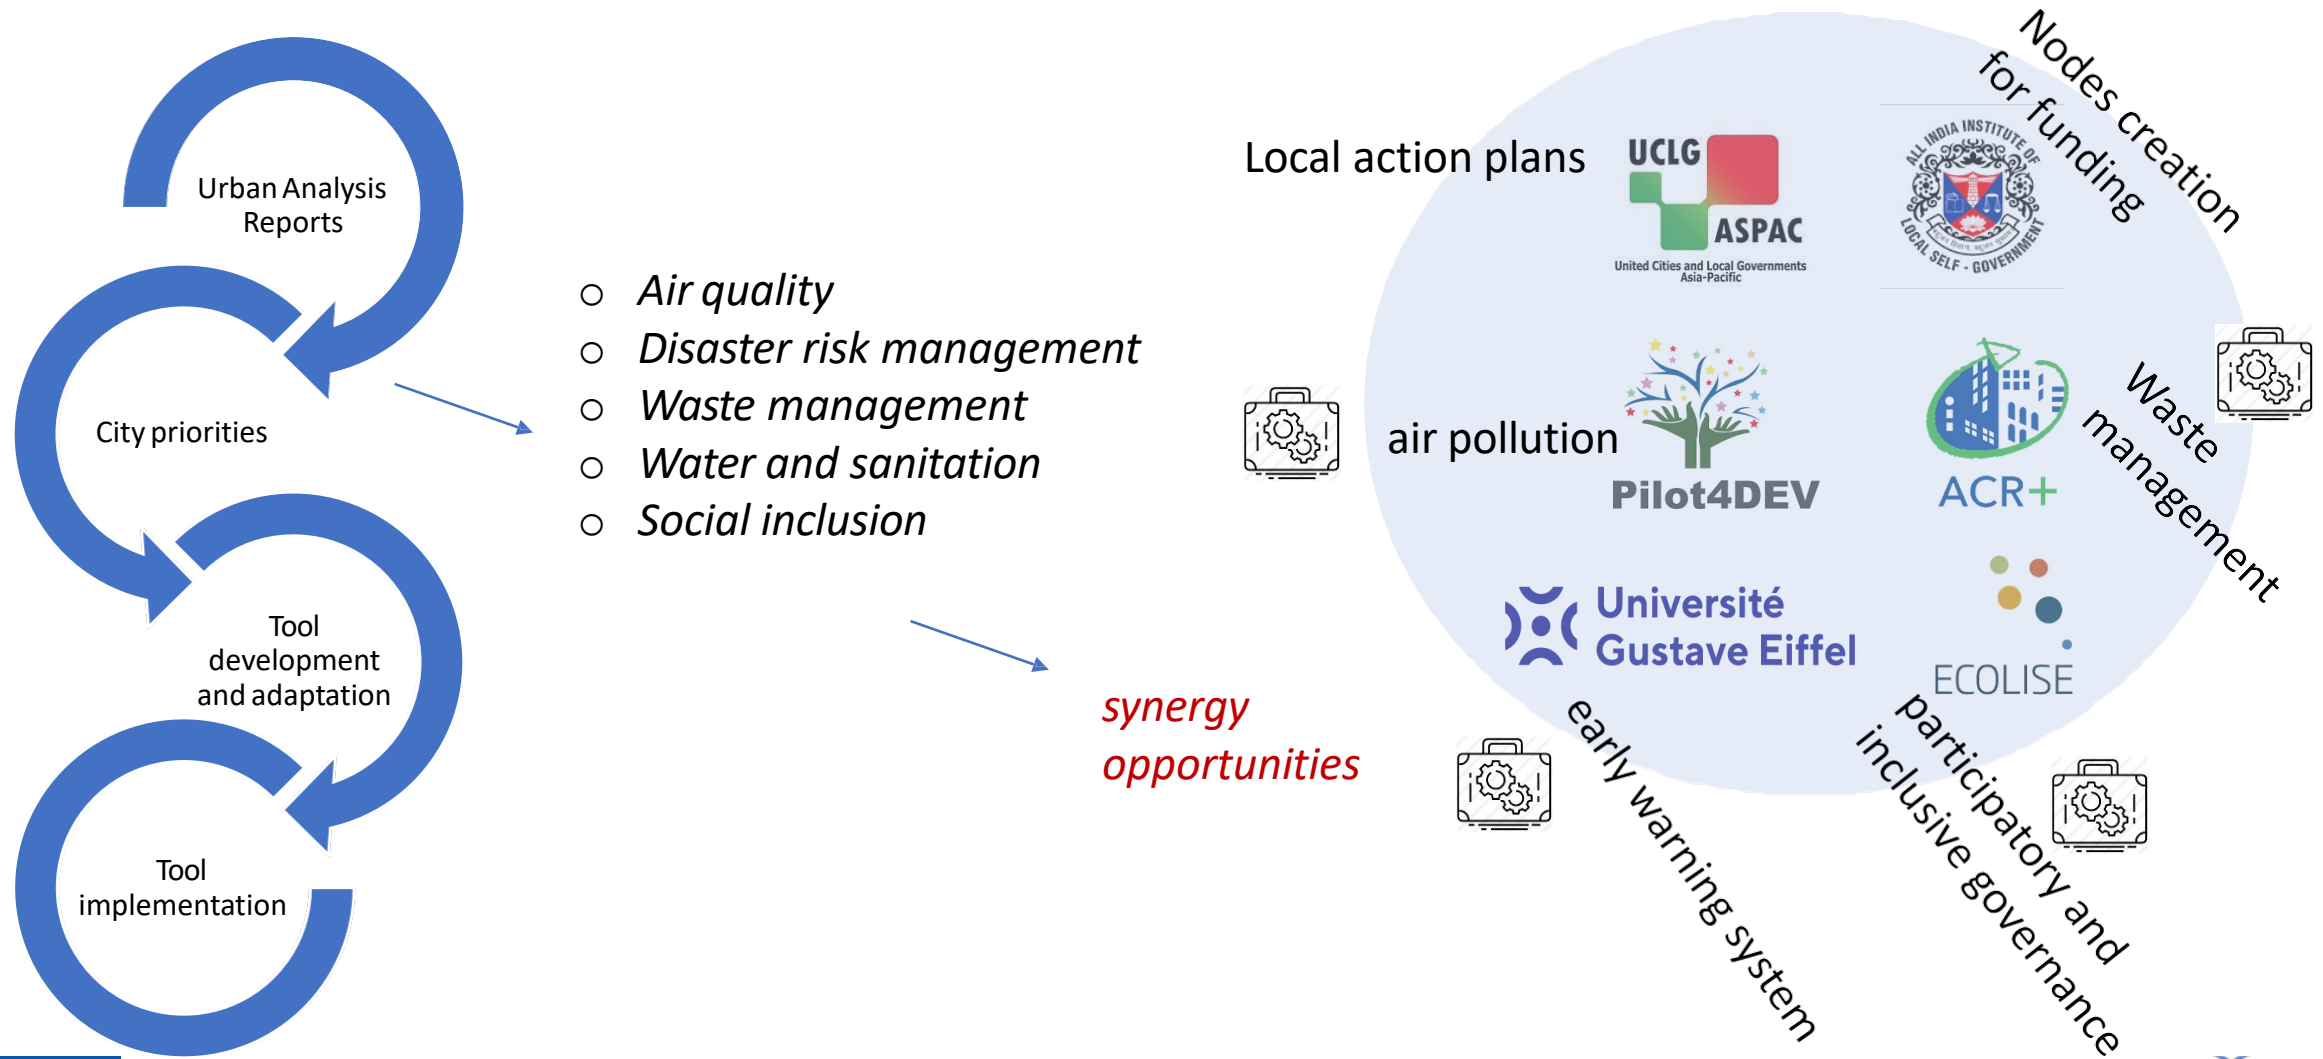 Urban Analysis
Reports
City priorities
Tool
development
and adaptation
Tool
implementation
o Air quality
o Disaster risk management
o Waste management
o Water and sanitation
o Social inclusion
synergy
opportunities
Local action plans
UCLG
ASPAC
United Cities and Local Governments
Asia-Pacific
ALL INDIA INSTITUTE OF
LOCAL SELF - GOVERNMENT
Nodes creation
for funding
air pollution
Pilot4DEV
ACR+
Waste
management
Université
Gustave Eiffel
ECOLISE
early warning system
participatory and
inclusive governance